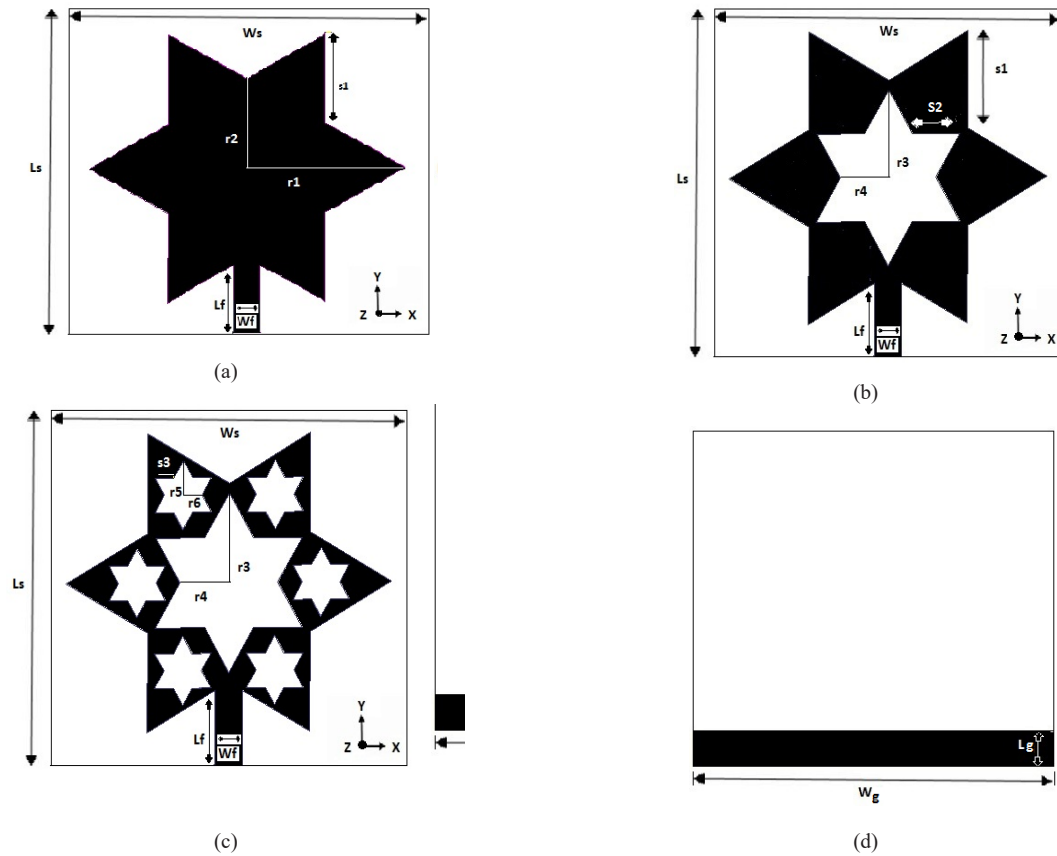 Ws
s1
r2
Ls
r1
Lf
Y
Wf
Z
X
(a)
Ws
s1
S2
r3
Ls
r4
Lf
Y
Wf
Z
X
(b)
Ws
s3
r5
r6
Ls
r3
r4
Lf
Y
Wf
Z
X
(c)
Lg
Wg
(d)